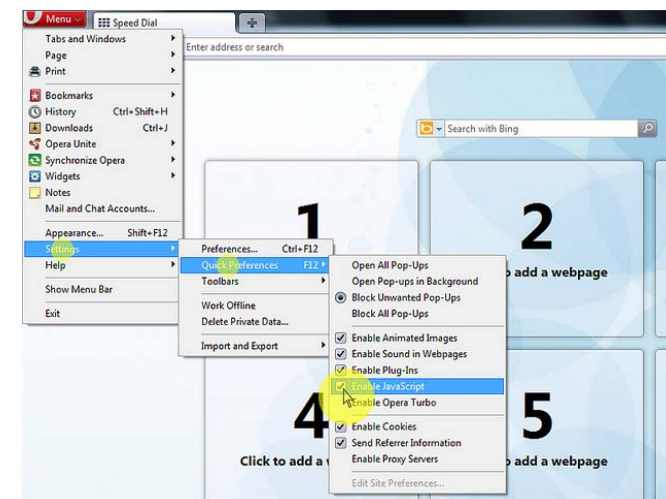 Menu
Speed Dial
Tabs and Windows
Enter address or search
Page
Print
Bookmarks
History Ctrl+Shift+H
Downloads Ctrl+J
Search with Bing
Opera Unite
Synchronize Opera
Widgets
Notes
Mail and Chat Accounts...
Appearance... Shift+F12
Settings
Help
Show Menu Bar
Exit
Preferences... Ctrl+F12
Quick Preferences F12
Toolbars
Work Offline
Delete Private Data...
Import and Export
Open All Pop-Ups
Open Pop-ups in Background
Block Unwanted Pop-Ups
Block All Pop-Ups
Enable Animated Images
Enable Sound in Webpages
Enable Plug-Ins
Enable JavaScript
Enable Opera Turbo
Enable Cookies
Send Referrer Information
Enable Proxy Servers
Edit Site Preferences...
1
2
to add a webpage
4
5
Click to add a
to add a webpage